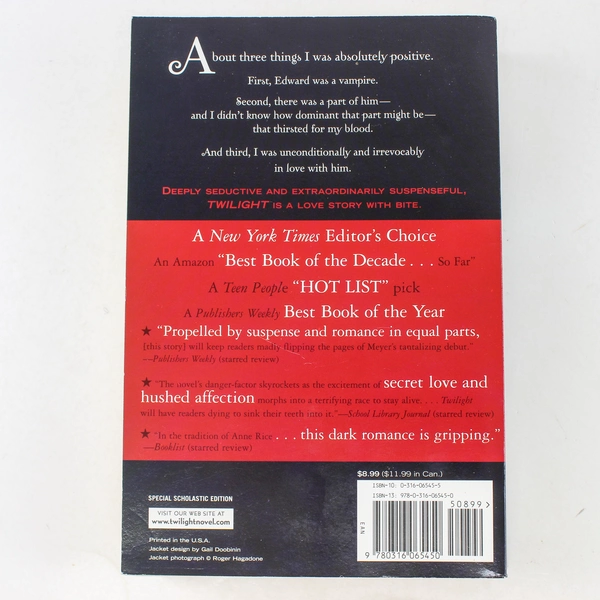 About three things I was absolutely positive.
First, Edward was a vampire.
Second, there was a part of him—
and I didn't know how dominant that part might be—
that thirsted for my blood.
And third, I was unconditionally and irrevocably
in love with him.
Deeply seductive and extraordinarily suspenseful,
TWILIGHT is a love story with bite.
A New York Times Editor's Choice
An Amazon "Best Book of the Decade . . . So Far"
A Teen People "HOT LIST" pick
A Publishers Weekly Best Book of the Year
★ "Propelled by suspense and romance in equal parts,
[this story] will keep readers madly flipping the pages of Meyer's tantalizing debut."
—Publishers Weekly (starred review)
★ "The novel's danger-factor skyrockets as the excitement of secret love and
hushed affection morphs into a terrifying race to stay alive. . . . Twilight
will have readers dying to sink their teeth into it."—School Library Journal (starred review)
★ "In the tradition of Anne Rice . . . this dark romance is gripping."
—Booklist (starred review)
$8.99 ($11.99 in Can.)
ISBN-10: 0-316-06545-5
ISBN-13: 978-0-316-06545-0
50899
EAN
9 780316 065450
SPECIAL SCHOLASTIC EDITION
VISIT OUR WEB SITE AT
www.twilightnovel.com
Printed in the U.S.A.
Jacket design by Gail Doobinin
Jacket photograph © Roger Hagadone